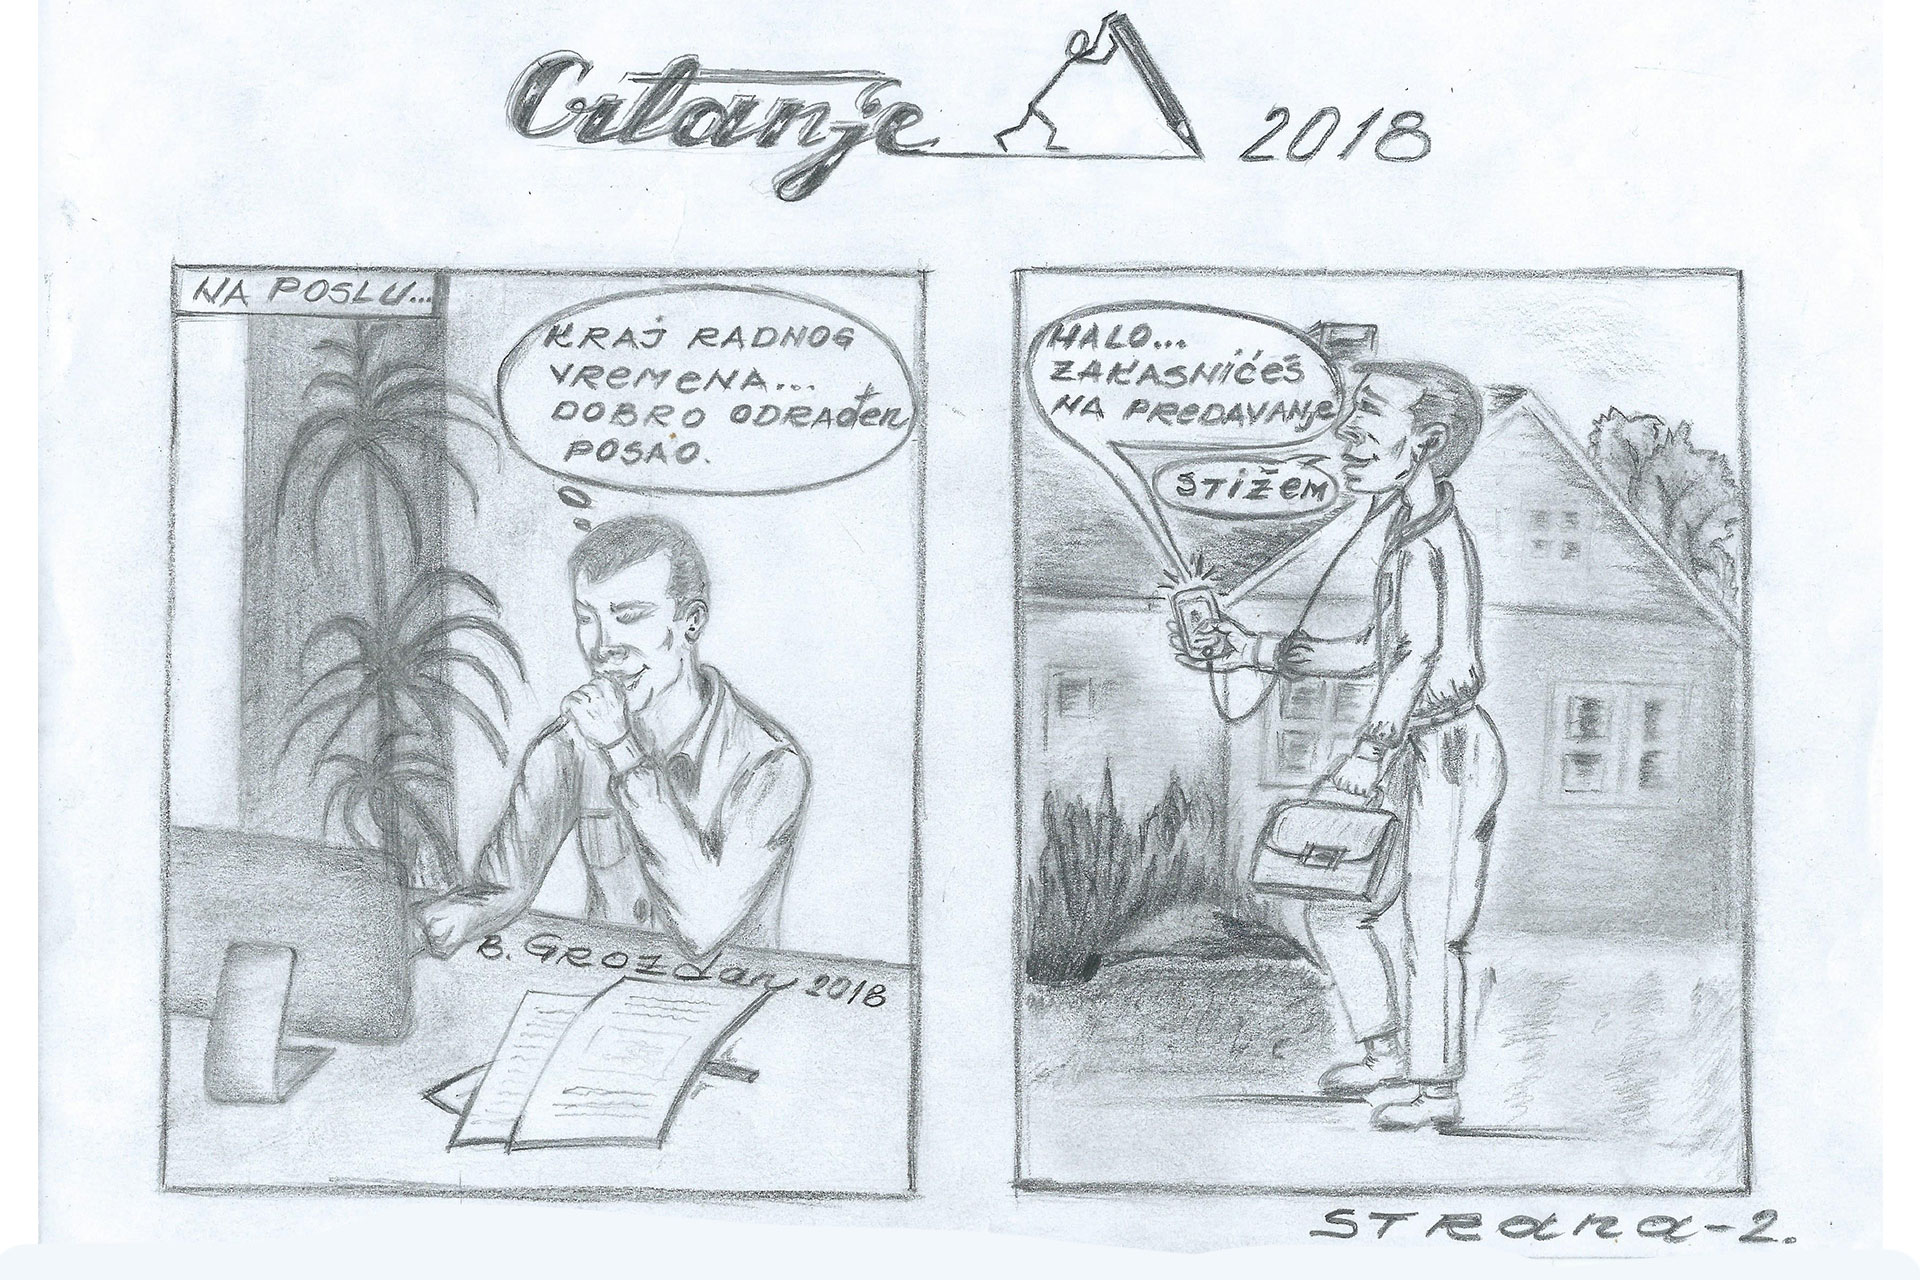 Crtanje 2018
NA POSLU...
KRAJ RADNOG
VREMENA...
DOBRO ODRAđEN
POSAO.
B. GROZdan 2018
HALO...
ZAKASNIĆEŠ
NA PREDAVANJE
STIŽEM
STRana-2.